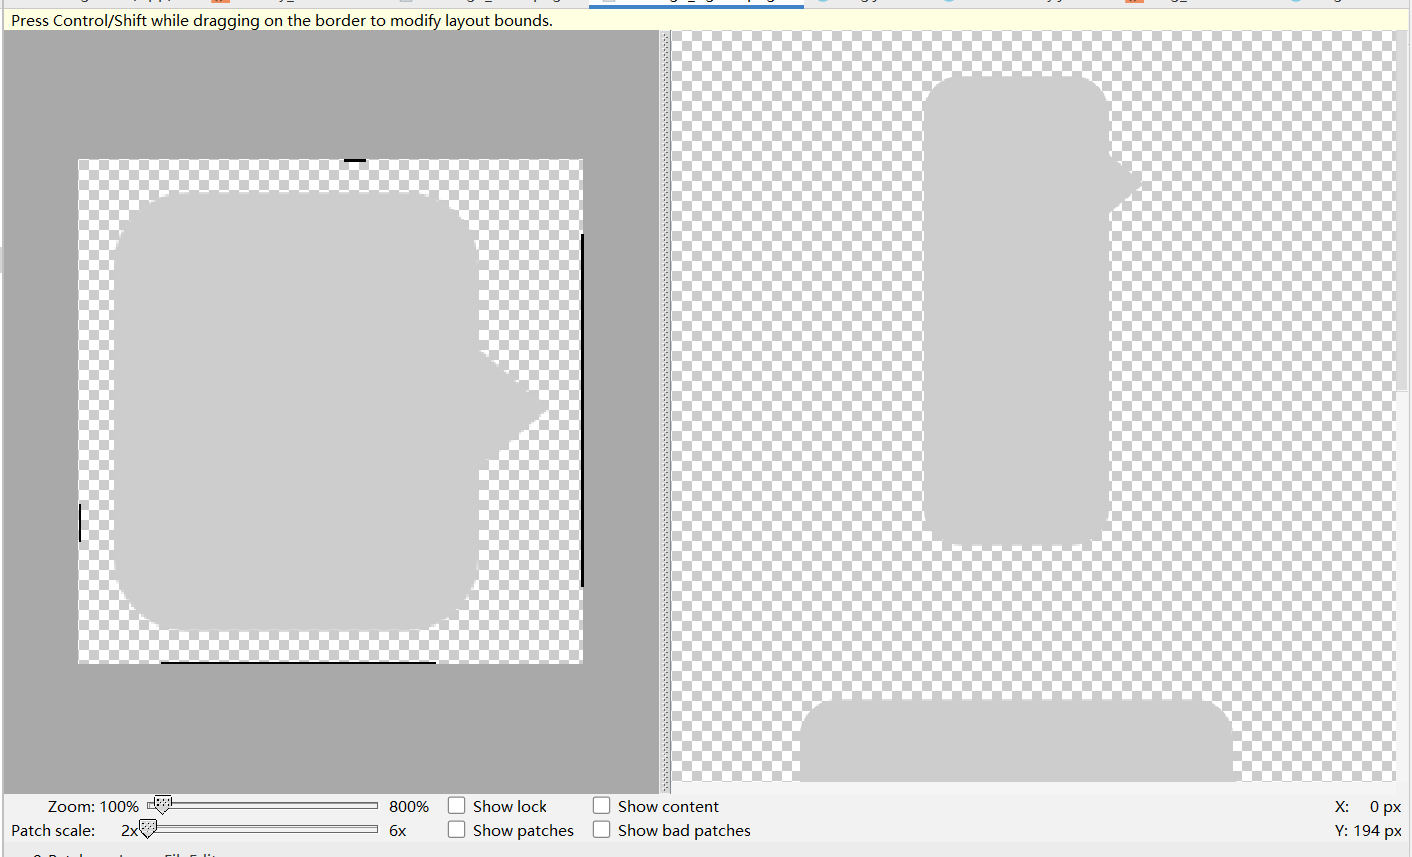 Press Control/Shift while dragging on the border to modify layout bounds.
Zoom: 100% 800% Show lock Show content X: 0 px
Patch scale: 2x 6x Show patches Show bad patches Y: 194 px